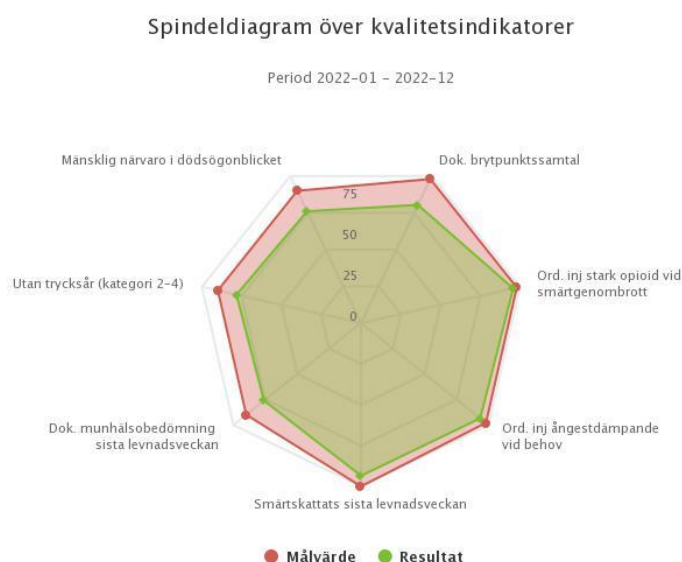 Spindeldiagram över kvalitetsindikatorer
Period 2022-01 - 2022-12
Mänsklig närvaro i dödsögonblicket
Dok. brytpunktssamtal
75
50
25
0
Utan trycksår (kategori 2-4)
Ord. inj stark opioid vid
smärtgenombrott
Dok. munhälsobedömning
sista levnadsveckan
Ord. inj ångestdämpande
vid behov
Smärtskattats sista levnadsveckan
Målvärde Resultat